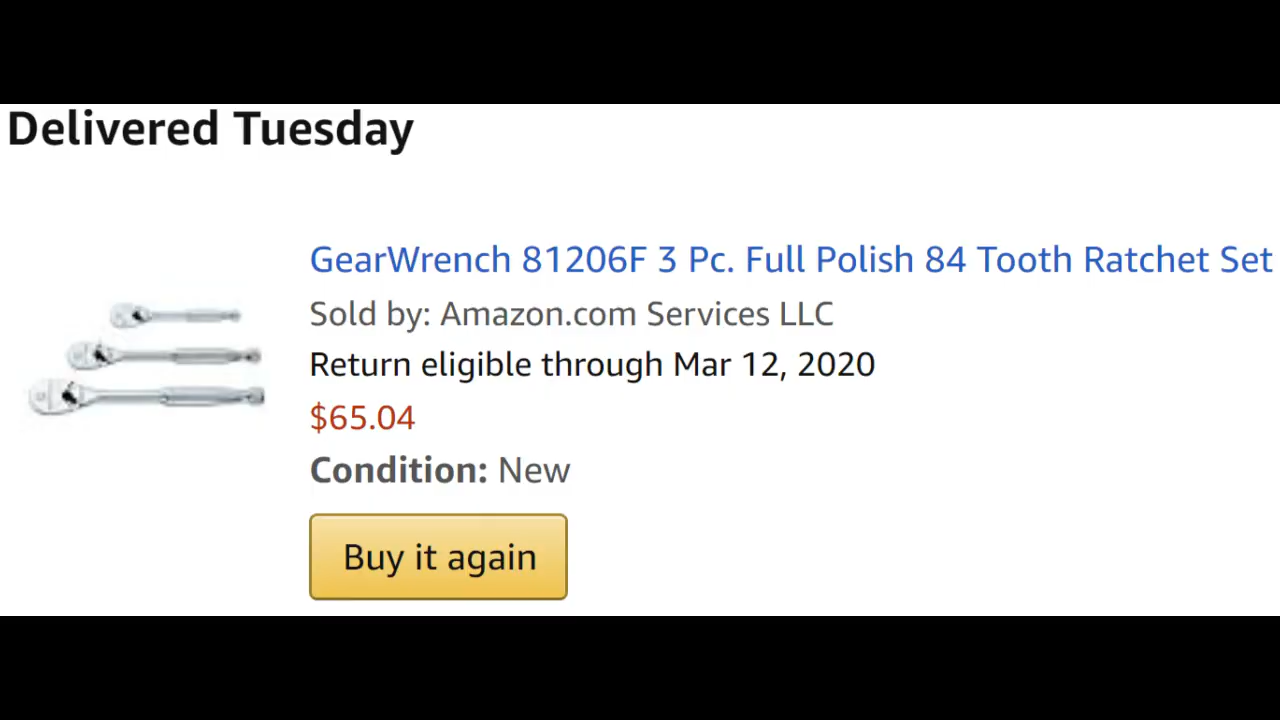 Delivered Tuesday
GearWrench 81206F 3 Pc. Full Polish 84 Tooth Ratchet Set
Sold by: Amazon.com Services LLC
Return eligible through Mar 12, 2020
$65.04
Condition: New
Buy it again